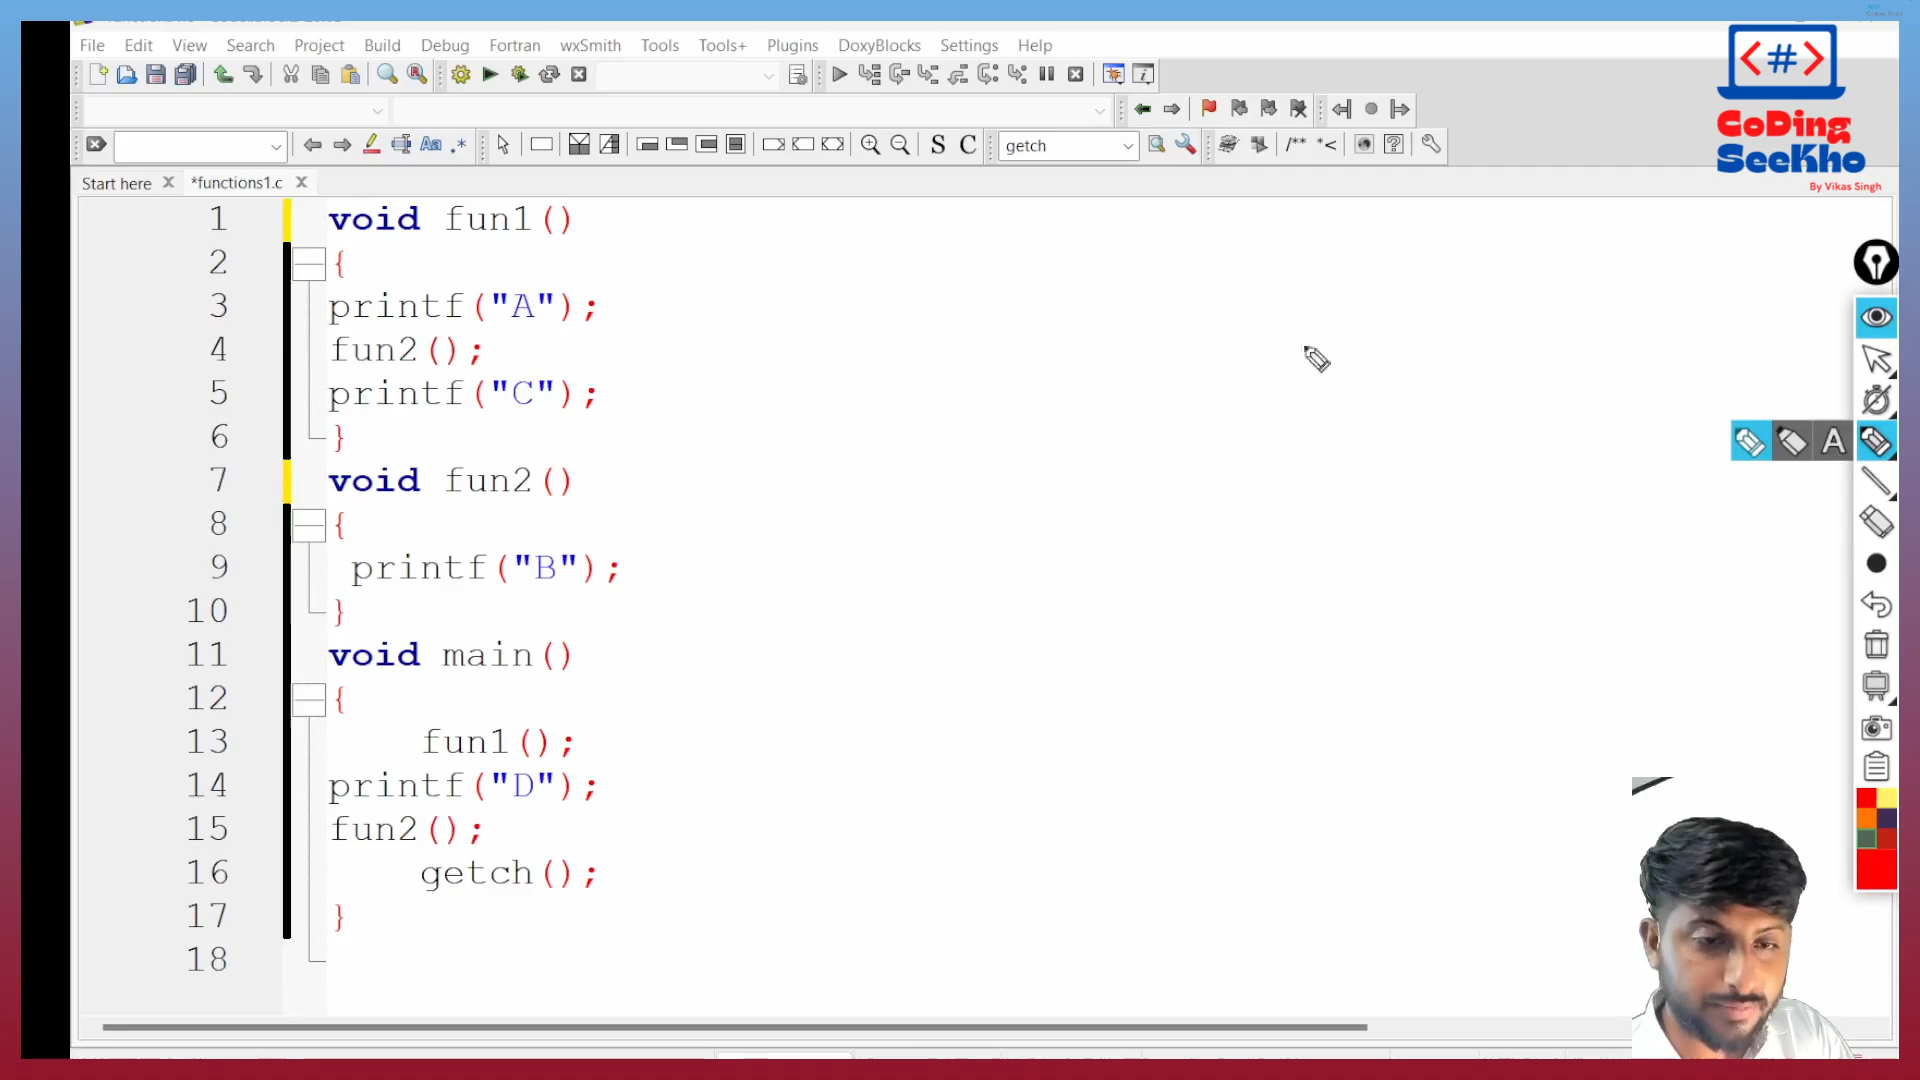 File Edit View Search Project Build Debug Fortran wxSmith Tools Tools+ Plugins DoxyBlocks Settings Help
<#>
CoDing
SeeKho
By Vikas Singh
Aa .* S C getch /** *<
Start here *functions1.c
1 void fun1()
2 {
3 printf("A");
4 fun2();
5 printf("C");
6 }
7 void fun2()
8 {
9 printf("B");
10 }
11 void main()
12 {
13 fun1();
14 printf("D");
15 fun2();
16 getch();
17 }
18
A